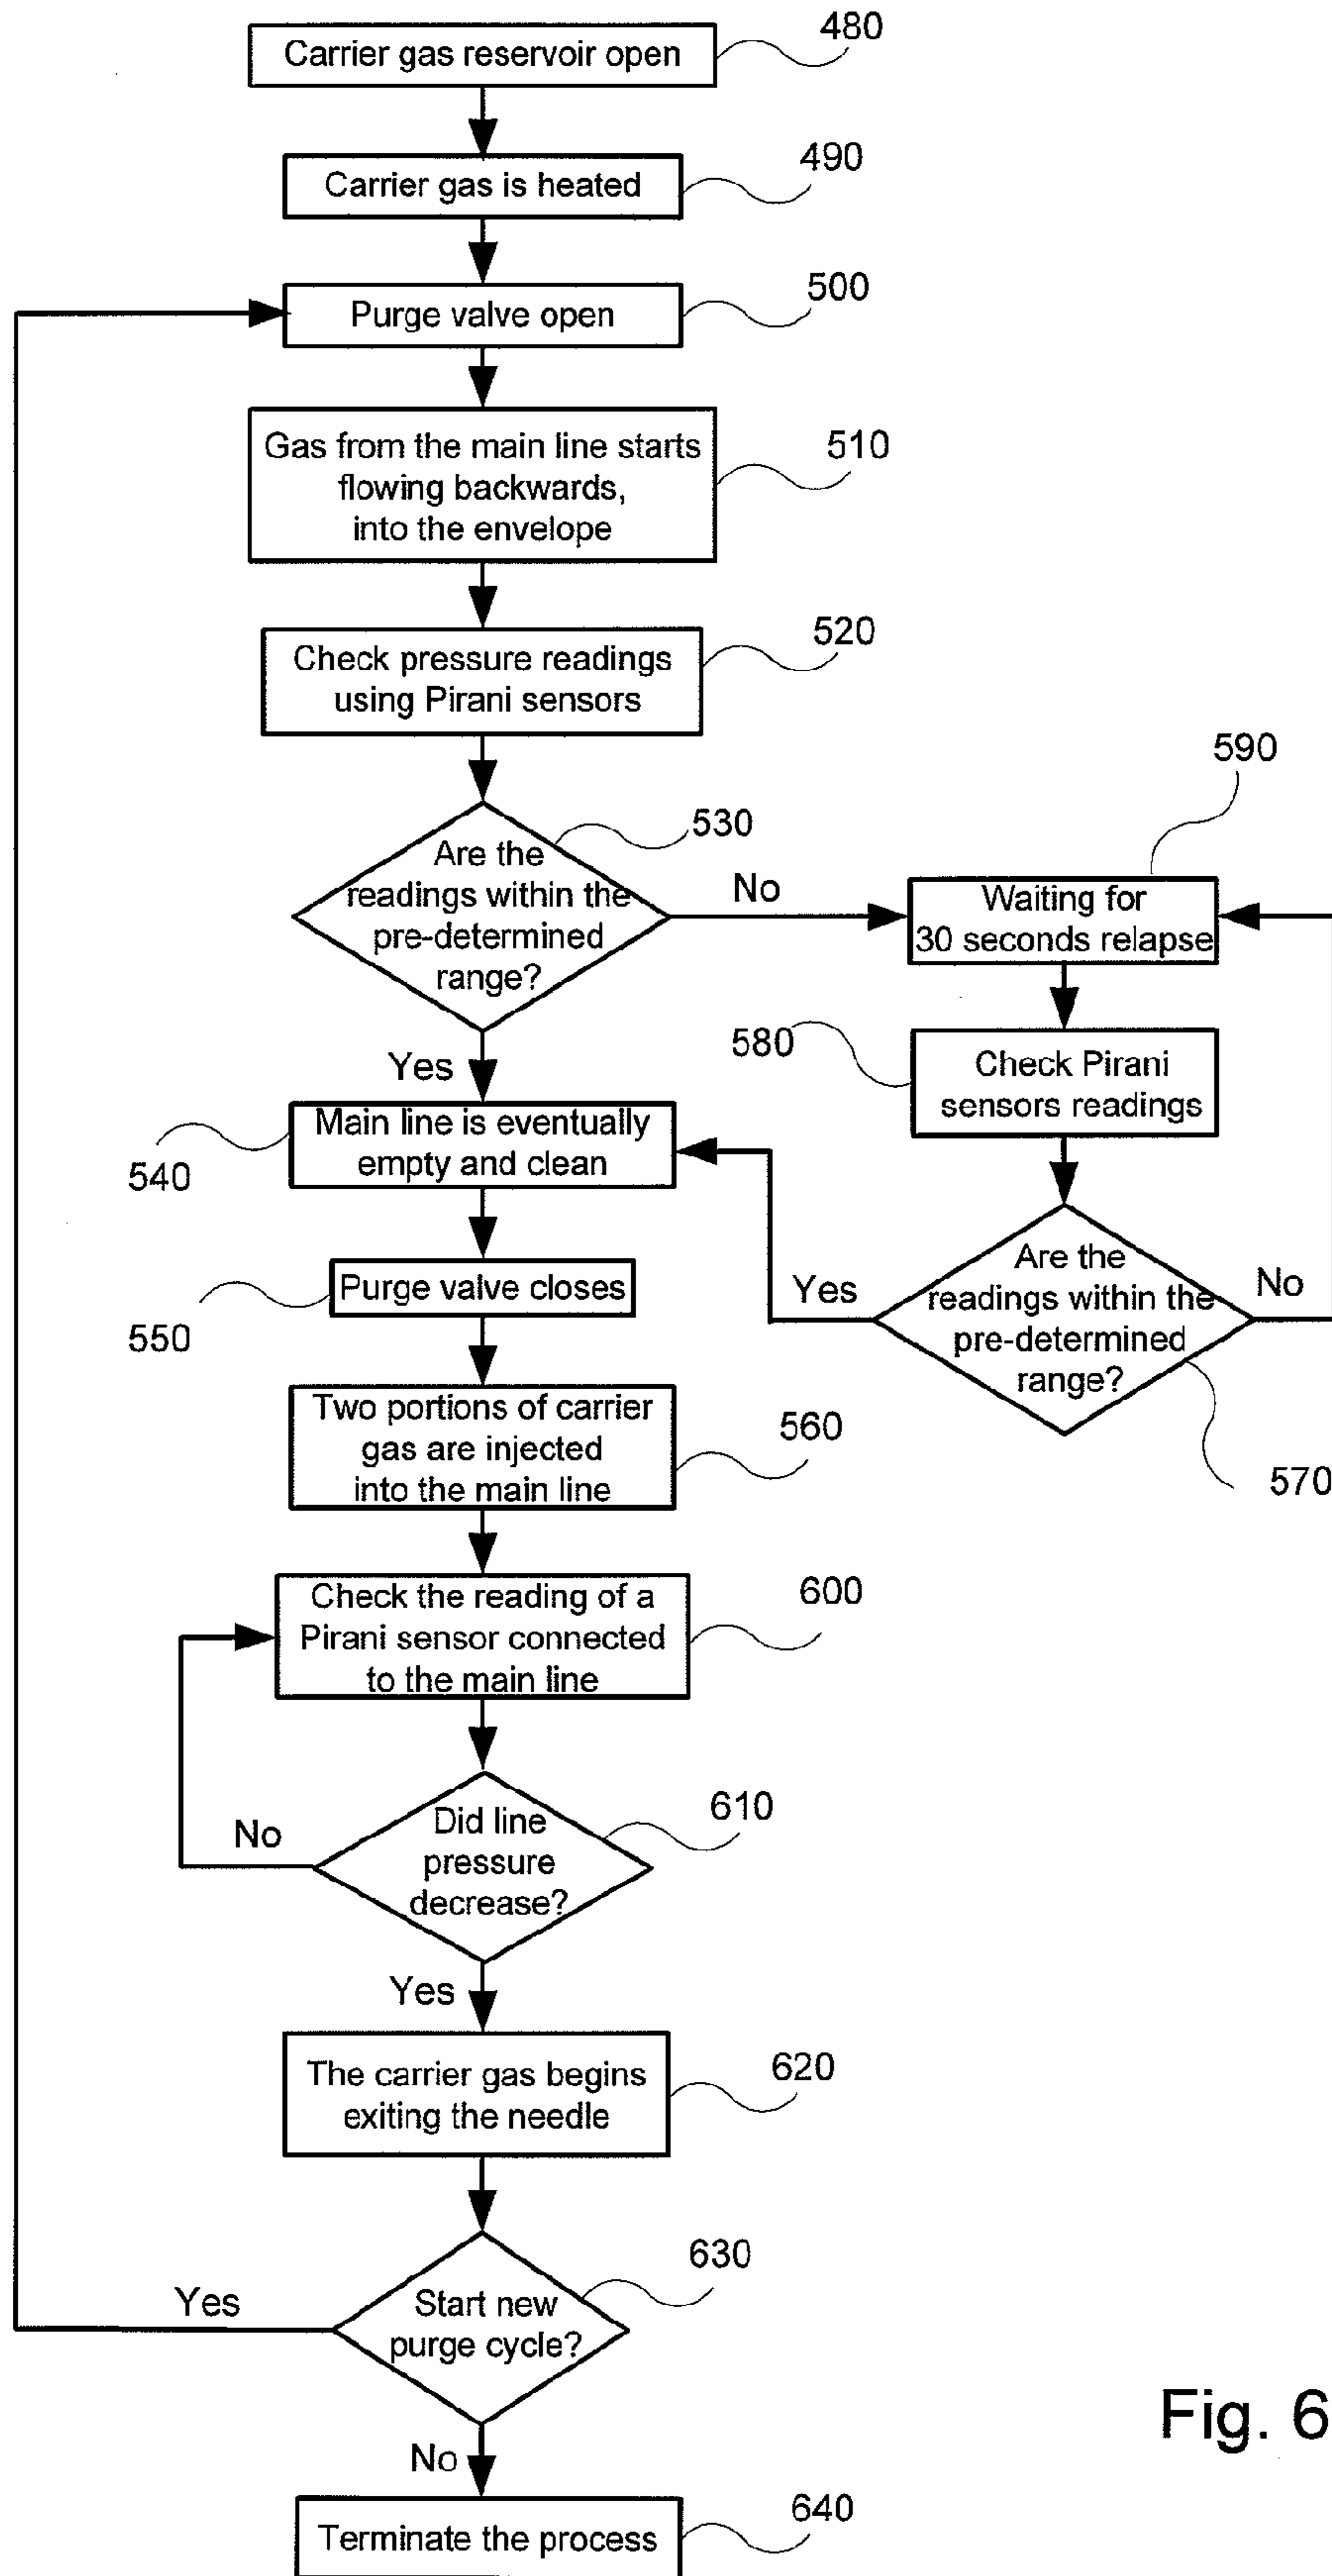 Carrier gas reservoir open
480
Carrier gas is heated
490
Purge valve open
500
Gas from the main line starts
flowing backwards,
into the envelope
510
Check pressure readings
using Pirani sensors
520
Are the
readings within the
pre-determined
range?
530
No
Yes
Waiting for
30 seconds relapse
590
Check Pirani
sensors readings
580
Are the
readings within the
pre-determined
range?
570
Yes
No
Main line is eventually
empty and clean
540
Purge valve closes
550
Two portions of carrier
gas are injected
into the main line
560
Check the reading of a
Pirani sensor connected
to the main line
600
Did line
pressure
decrease?
610
No
Yes
The carrier gas begins
exiting the needle
620
Start new
purge cycle?
630
Yes
No
Terminate the process
640
Fig. 6